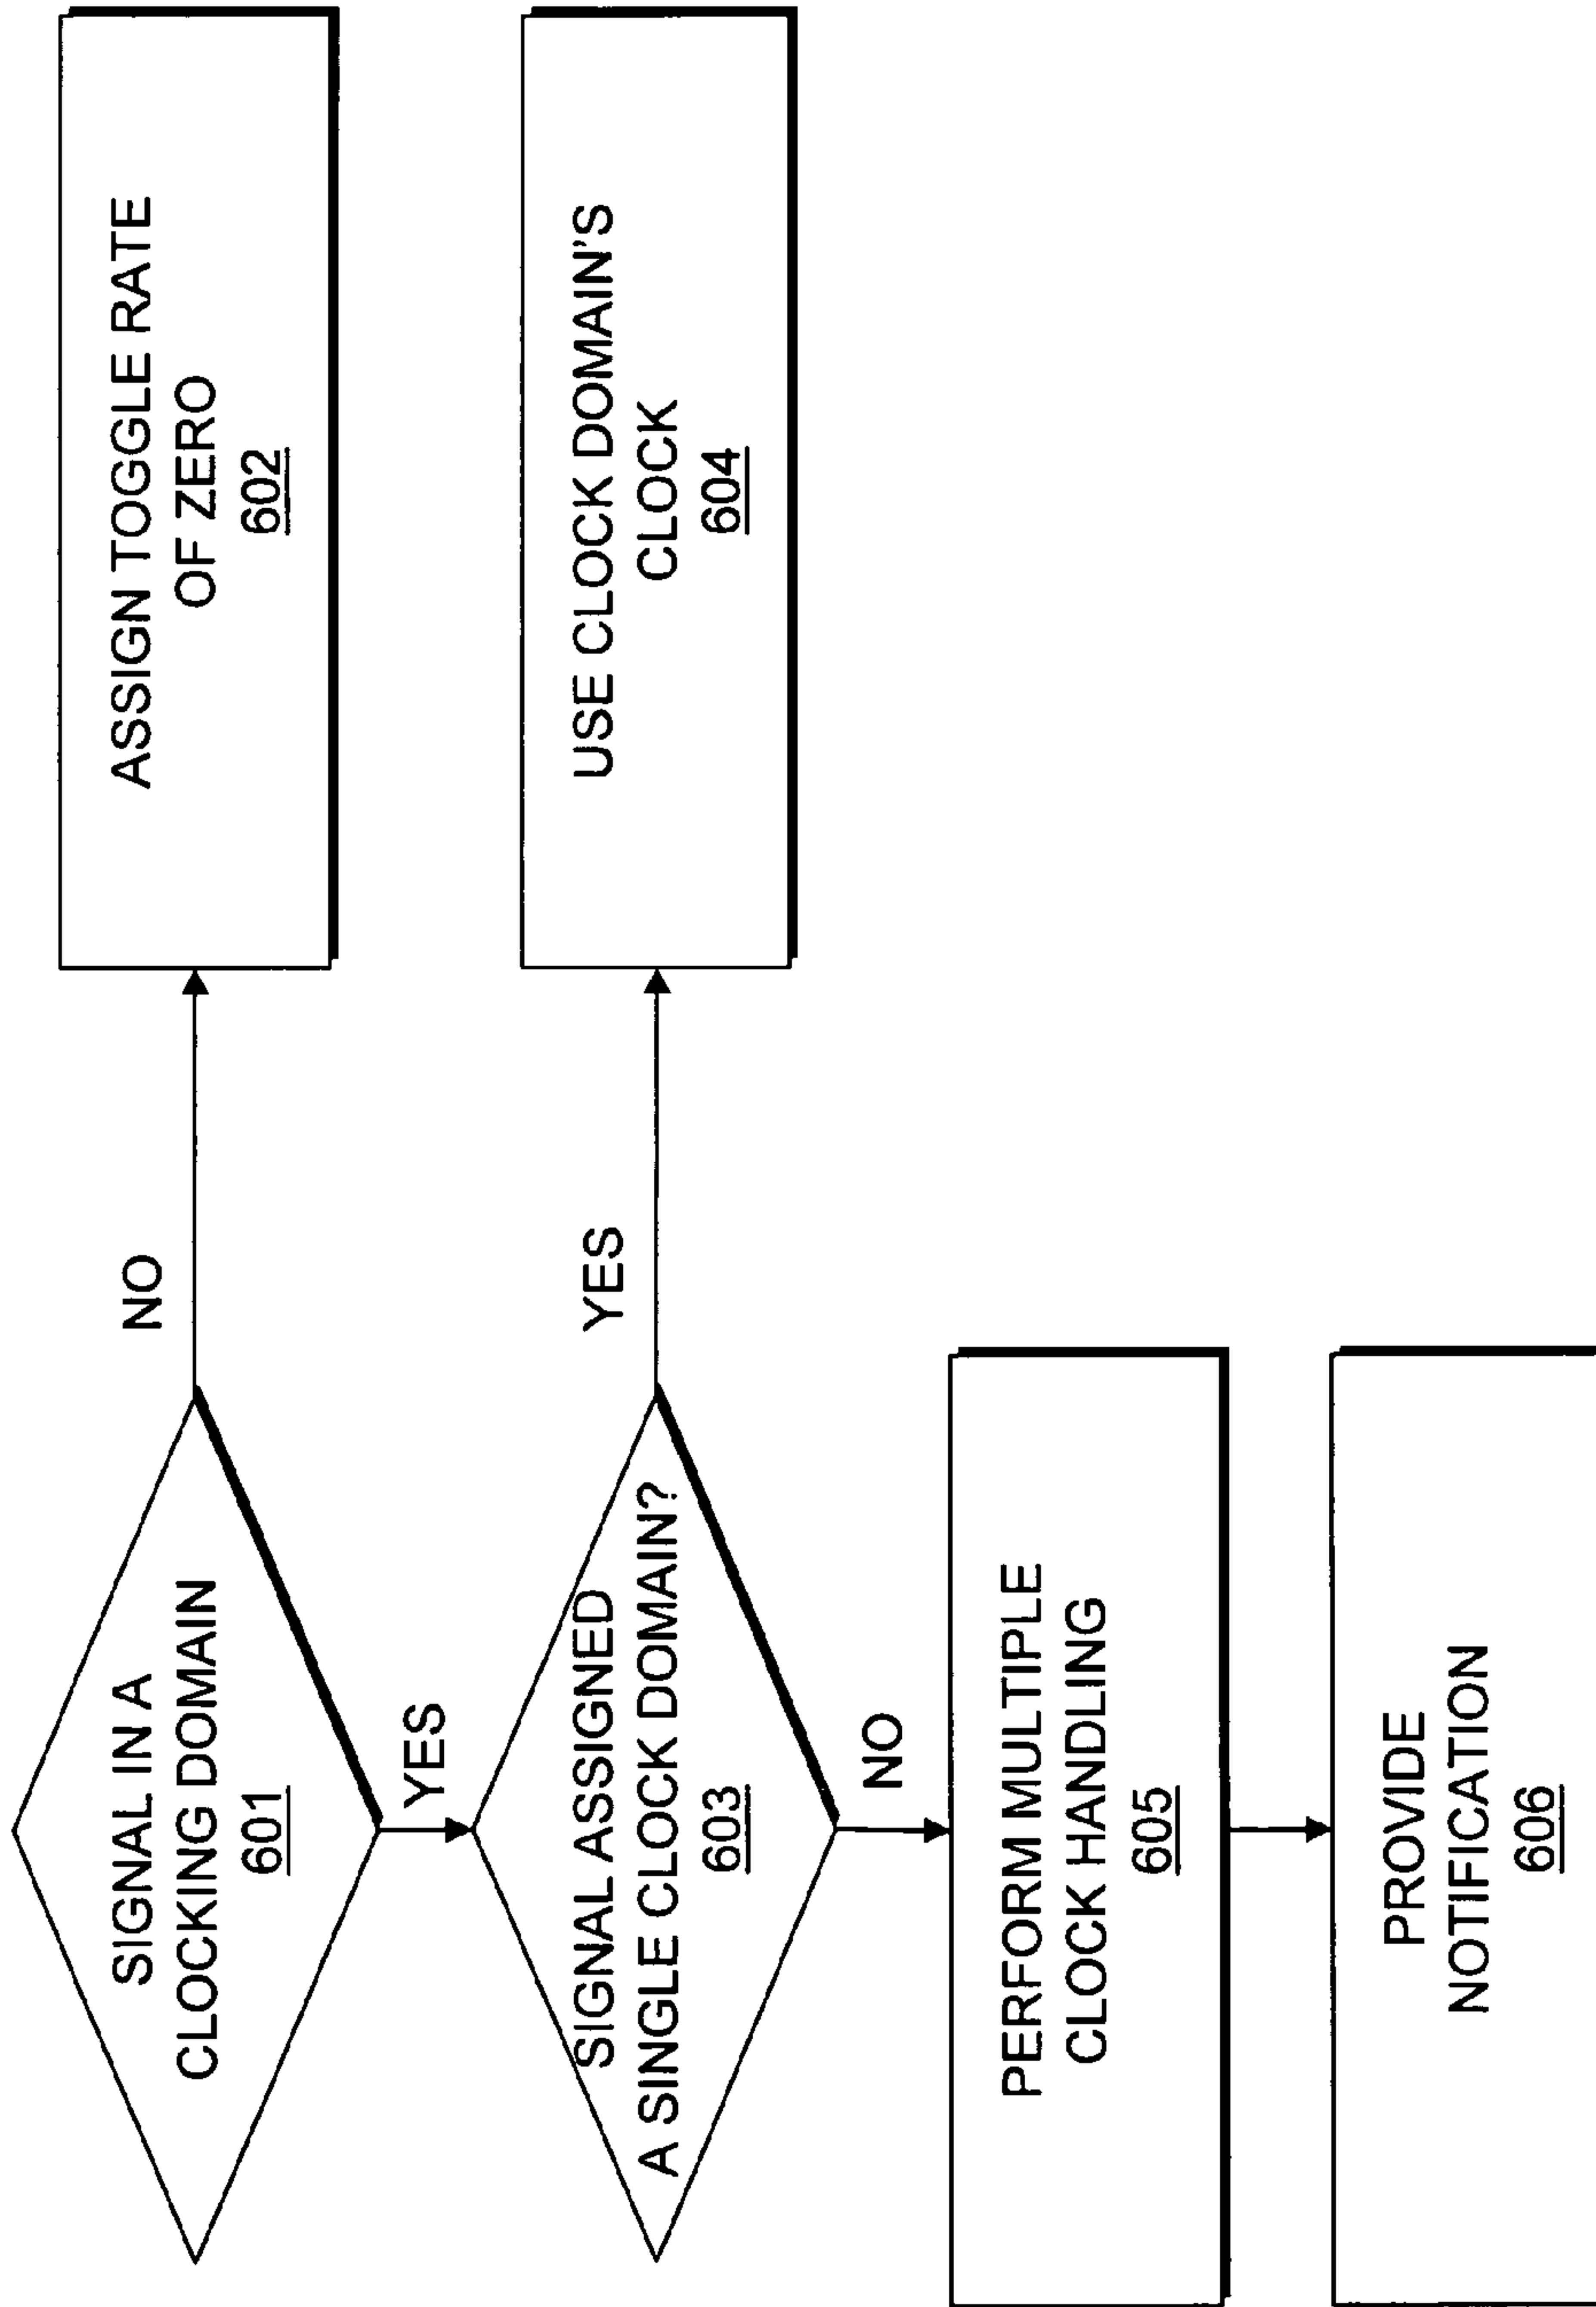 SIGNAL IN A
CLOCKING DOMAIN
601
NO
ASSIGN TOGGLE RATE
OF ZERO
602
YES
SIGNAL ASSIGNED
A SINGLE CLOCK DOMAIN?
603
YES
USE CLOCK DOMAIN'S
CLOCK
604
NO
PERFORM MULTIPLE
CLOCK HANDLING
605
PROVIDE
NOTIFICATION
606